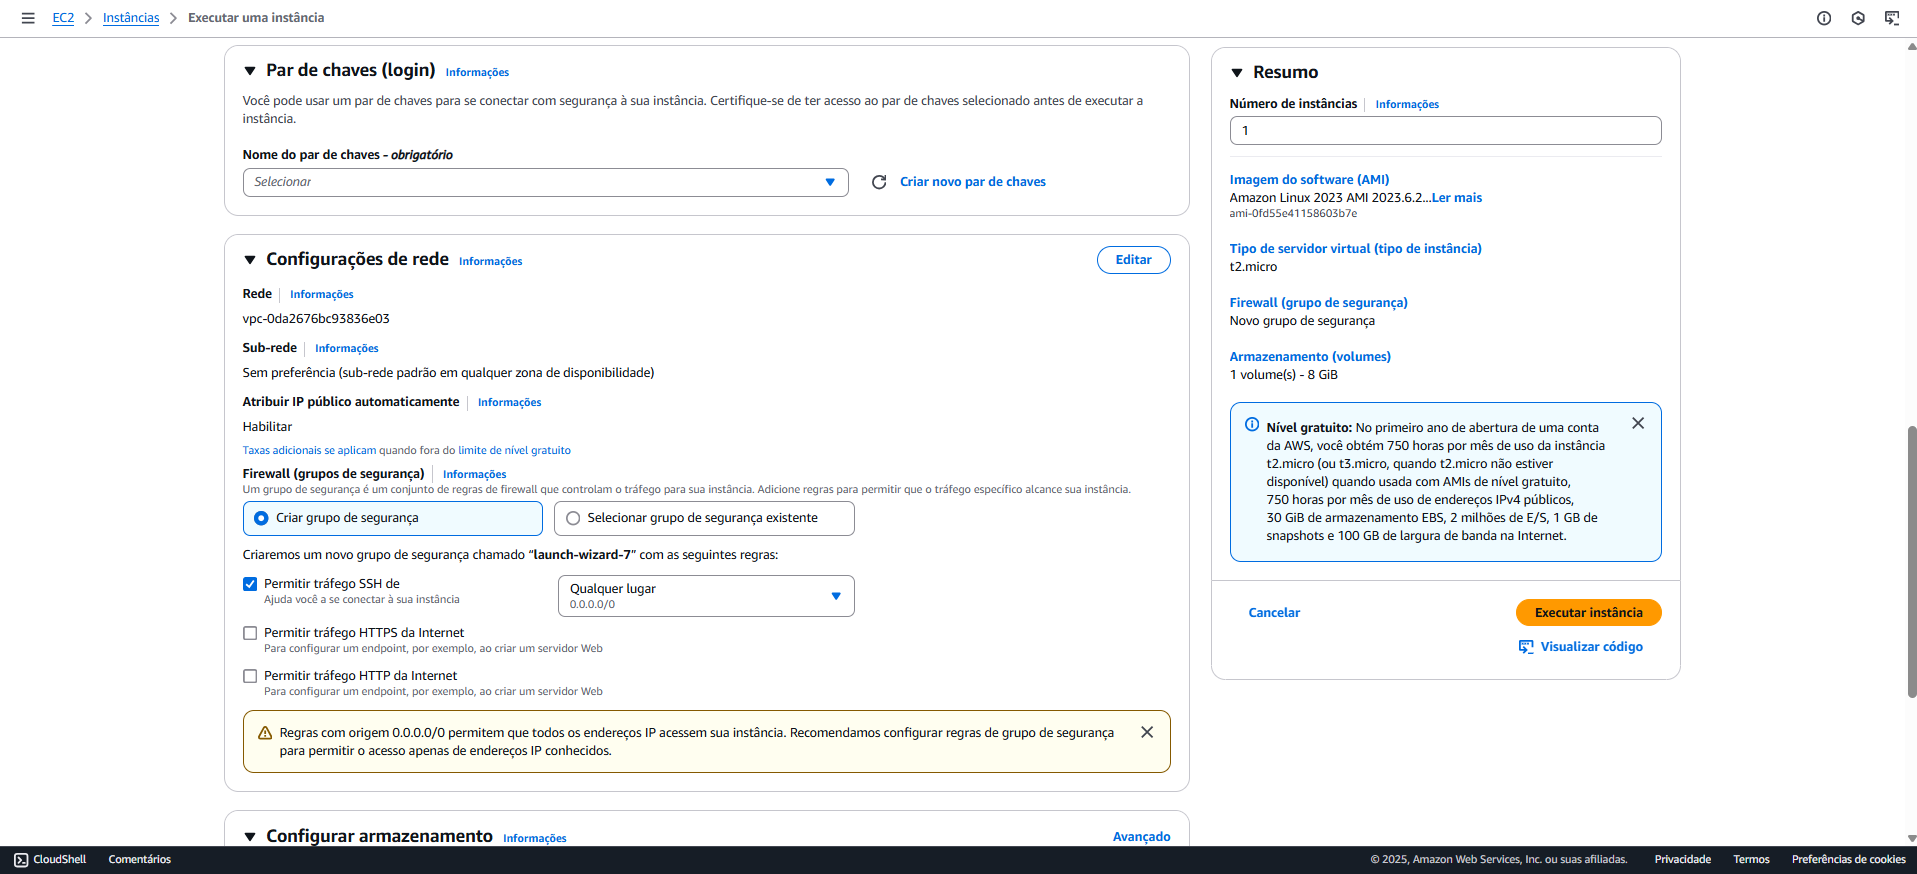 EC2 > Instâncias > Executar uma instância
Par de chaves (login) Informações
Você pode usar um par de chaves para se conectar com segurança à sua instância. Certifique-se de ter acesso ao par de chaves selecionado antes de executar a
instância.
Nome do par de chaves - obrigatório
Selecionar
Criar novo par de chaves
Configurações de rede Informações
Editar
Rede Informações
vpc-0da2676bc93836e03
Sub-rede Informações
Sem preferência (sub-rede padrão em qualquer zona de disponibilidade)
Atribuir IP público automaticamente Informações
Habilitar
Taxas adicionais se aplicam quando fora do limite de nível gratuito
Firewall (grupos de segurança) Informações
Um grupo de segurança é um conjunto de regras de firewall que controlam o tráfego para sua instância. Adicione regras para permitir que o tráfego específico alcance sua instância.
Criar grupo de segurança
Selecionar grupo de segurança existente
Criaremos um novo grupo de segurança chamado “launch-wizard-7” com as seguintes regras:
Permitir tráfego SSH de
Ajuda você a se conectar à sua instância
Qualquer lugar
0.0.0.0/0
Permitir tráfego HTTPS da Internet
Para configurar um endpoint, por exemplo, ao criar um servidor Web
Permitir tráfego HTTP da Internet
Para configurar um endpoint, por exemplo, ao criar um servidor Web
Regras com origem 0.0.0.0/0 permitem que todos os endereços IP acessem sua instância. Recomendamos configurar regras de grupo de segurança
para permitir o acesso apenas de endereços IP conhecidos.
Configurar armazenamento Informações
Avançado
Resumo
Número de instâncias Informações
1
Imagem do software (AMI)
Amazon Linux 2023 AMI 2023.6.2...Ler mais
ami-0fd55e41158603b7e
Tipo de servidor virtual (tipo de instância)
t2.micro
Firewall (grupo de segurança)
Novo grupo de segurança
Armazenamento (volumes)
1 volume(s) - 8 GiB
Nível gratuito: No primeiro ano de abertura de uma conta
da AWS, você obtém 750 horas por mês de uso da instância
t2.micro (ou t3.micro, quando t2.micro não estiver
disponível) quando usada com AMIs de nível gratuito,
750 horas por mês de uso de endereços IPv4 públicos,
30 GiB de armazenamento EBS, 2 milhões de E/S, 1 GB de
snapshots e 100 GB de largura de banda na Internet.
Cancelar
Executar instância
Visualizar código
CloudShell Comentários
© 2025, Amazon Web Services, Inc. ou suas afiliadas. Privacidade Termos Preferências de cookies